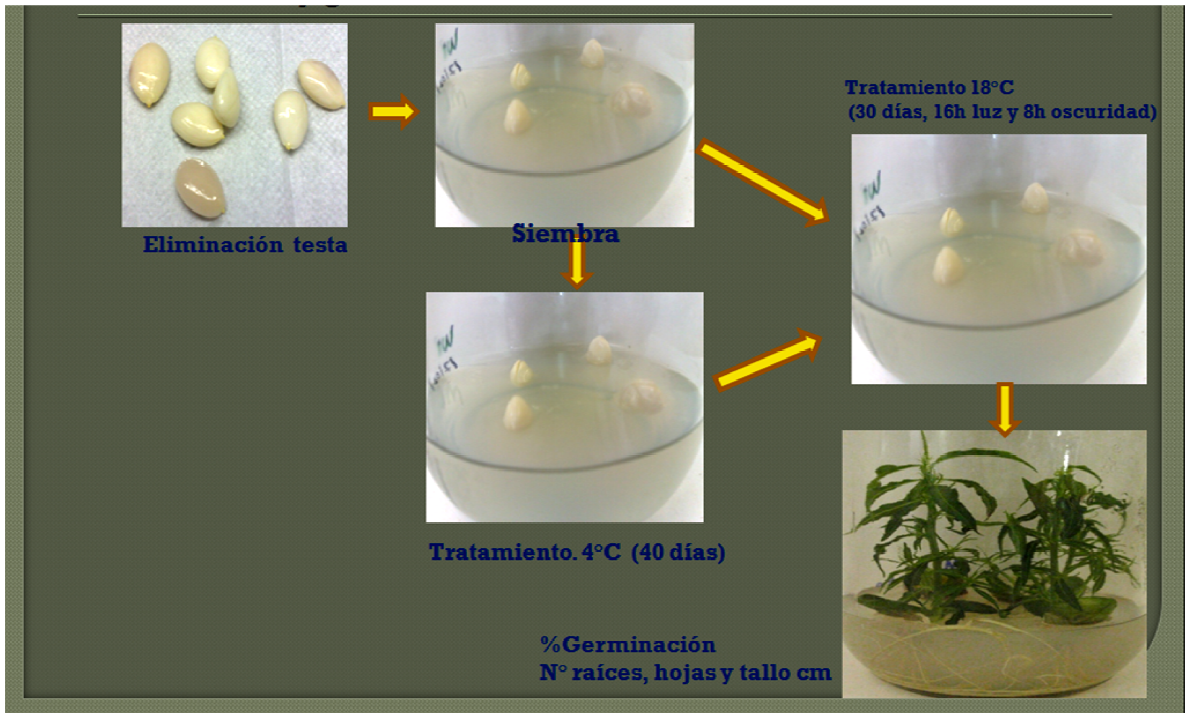 Tratamiento 18°C
(30 días, 16h luz y 8h oscuridad)
Eliminación testa
Siembra
Tratamiento. 4°C (40 días)
%Germinación
N° raíces, hojas y tallo cm